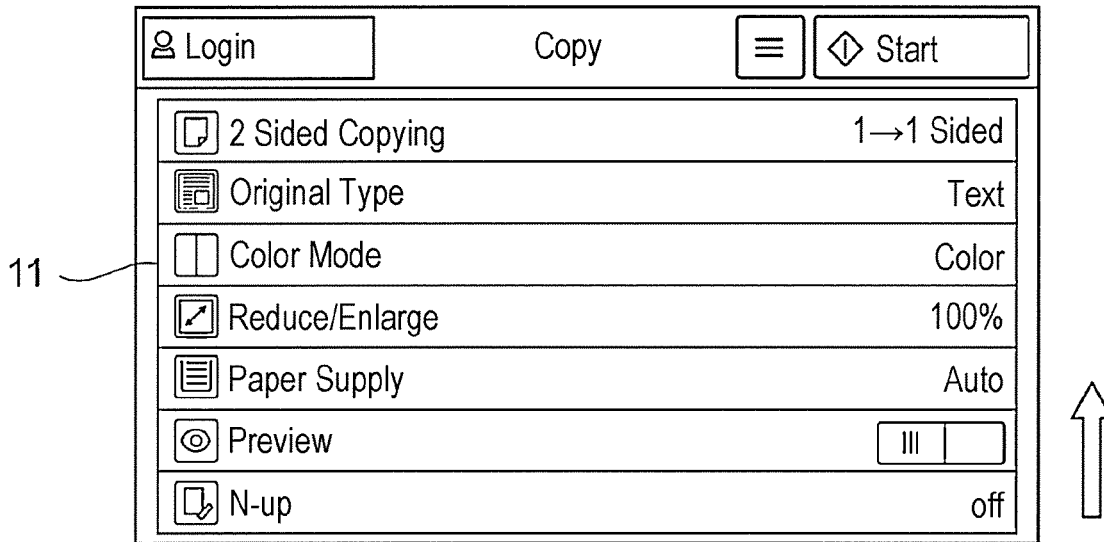 Login Copy Start
2 Sided Copying 1→1 Sided
Original Type Text
Color Mode Color
11
Reduce/Enlarge 100%
Paper Supply Auto
Preview
N-up off